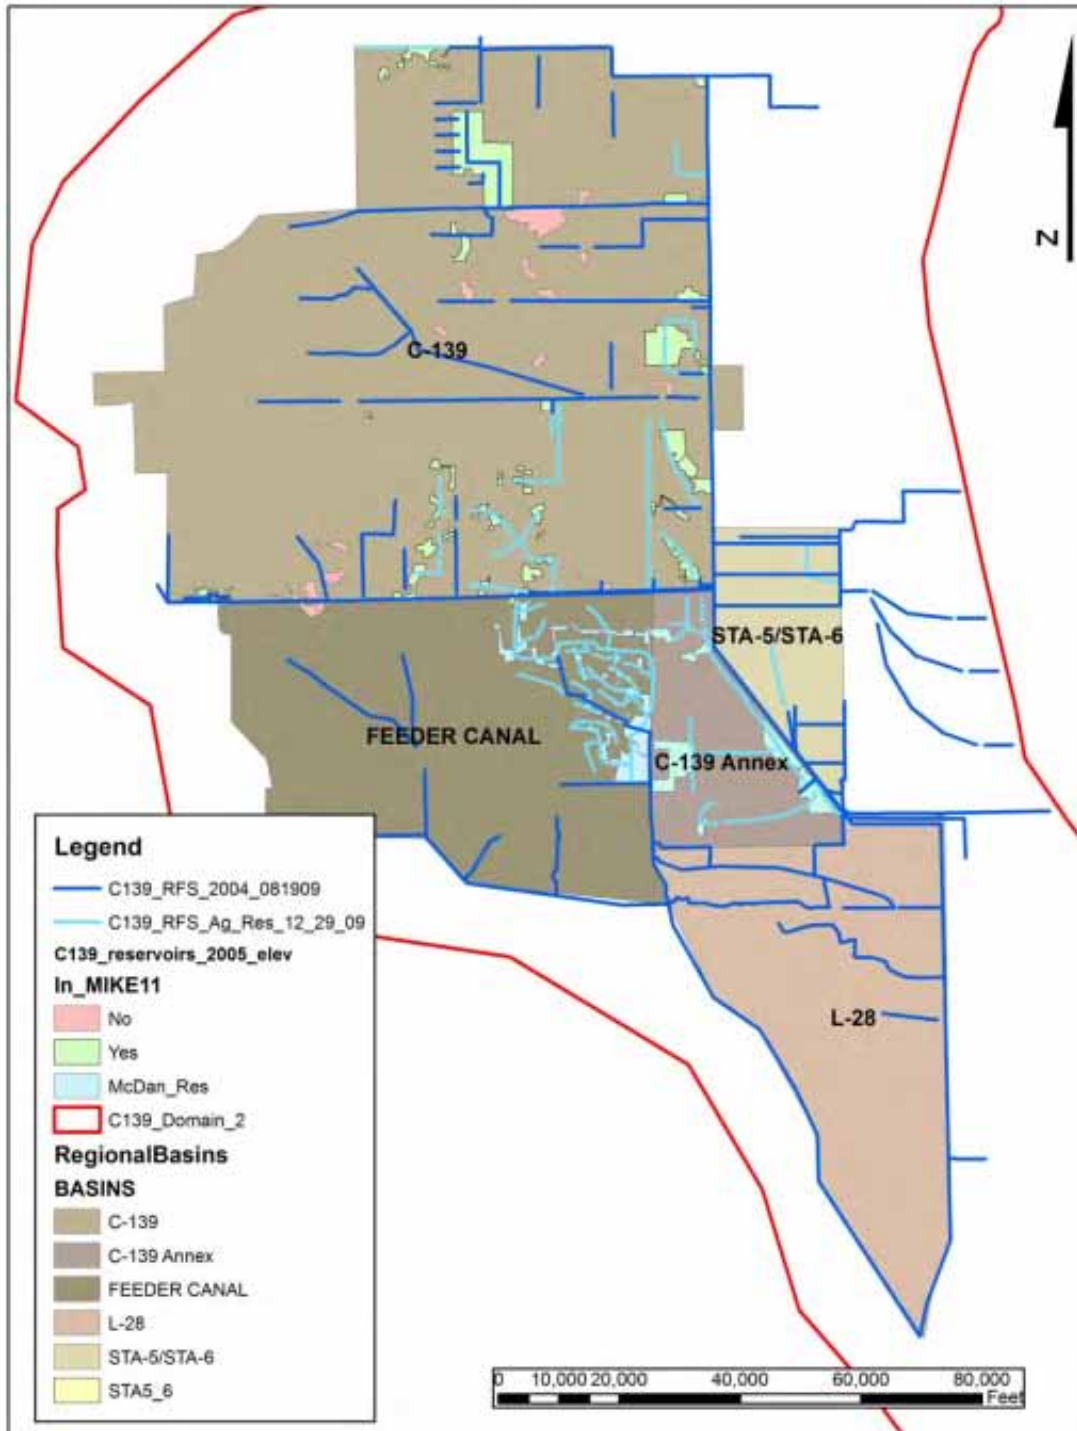 N
C-139
STA-5/STA-6
FEEDER CANAL
C-139 Annex
L-28
Legend
C139_RFS_2004_081909
C139_RFS_Ag_Res_12_29_09
C139_reservoirs_2005_elev
In_MIKE11
No
Yes
McDan_Res
C139_Domain_2
RegionalBasins
BASINS
C-139
C-139 Annex
FEEDER CANAL
L-28
STA-5/STA-6
STA5_6
0 10,000 20,000 40,000 60,000 80,000
Feet